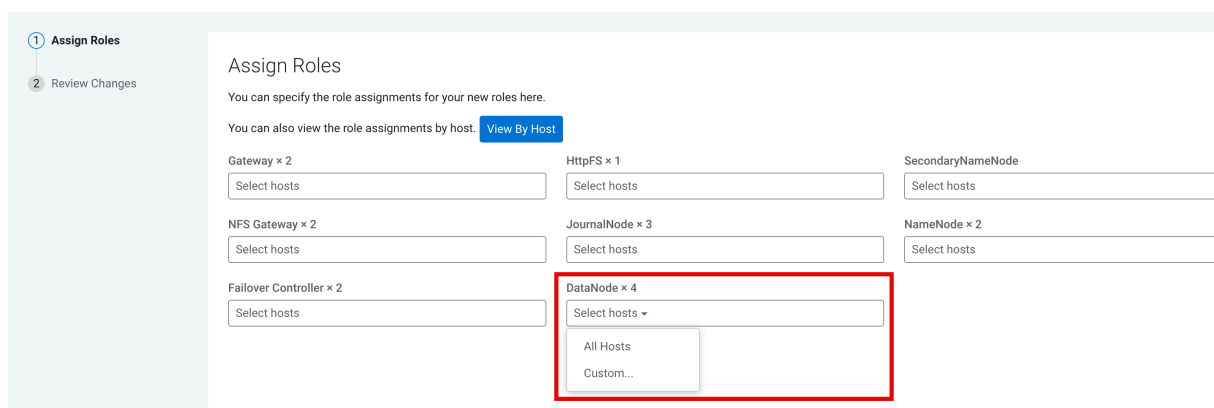 1 Assign Roles
2 Review Changes
Assign Roles
You can specify the role assignments for your new roles here.
You can also view the role assignments by host. View By Host
Gateway × 2
HttpFS × 1
SecondaryNameNode
Select hosts
Select hosts
Select hosts
NFS Gateway × 2
JournalNode × 3
NameNode × 2
Select hosts
Select hosts
Select hosts
Failover Controller × 2
DataNode × 4
Select hosts
Select hosts
All Hosts
Custom...